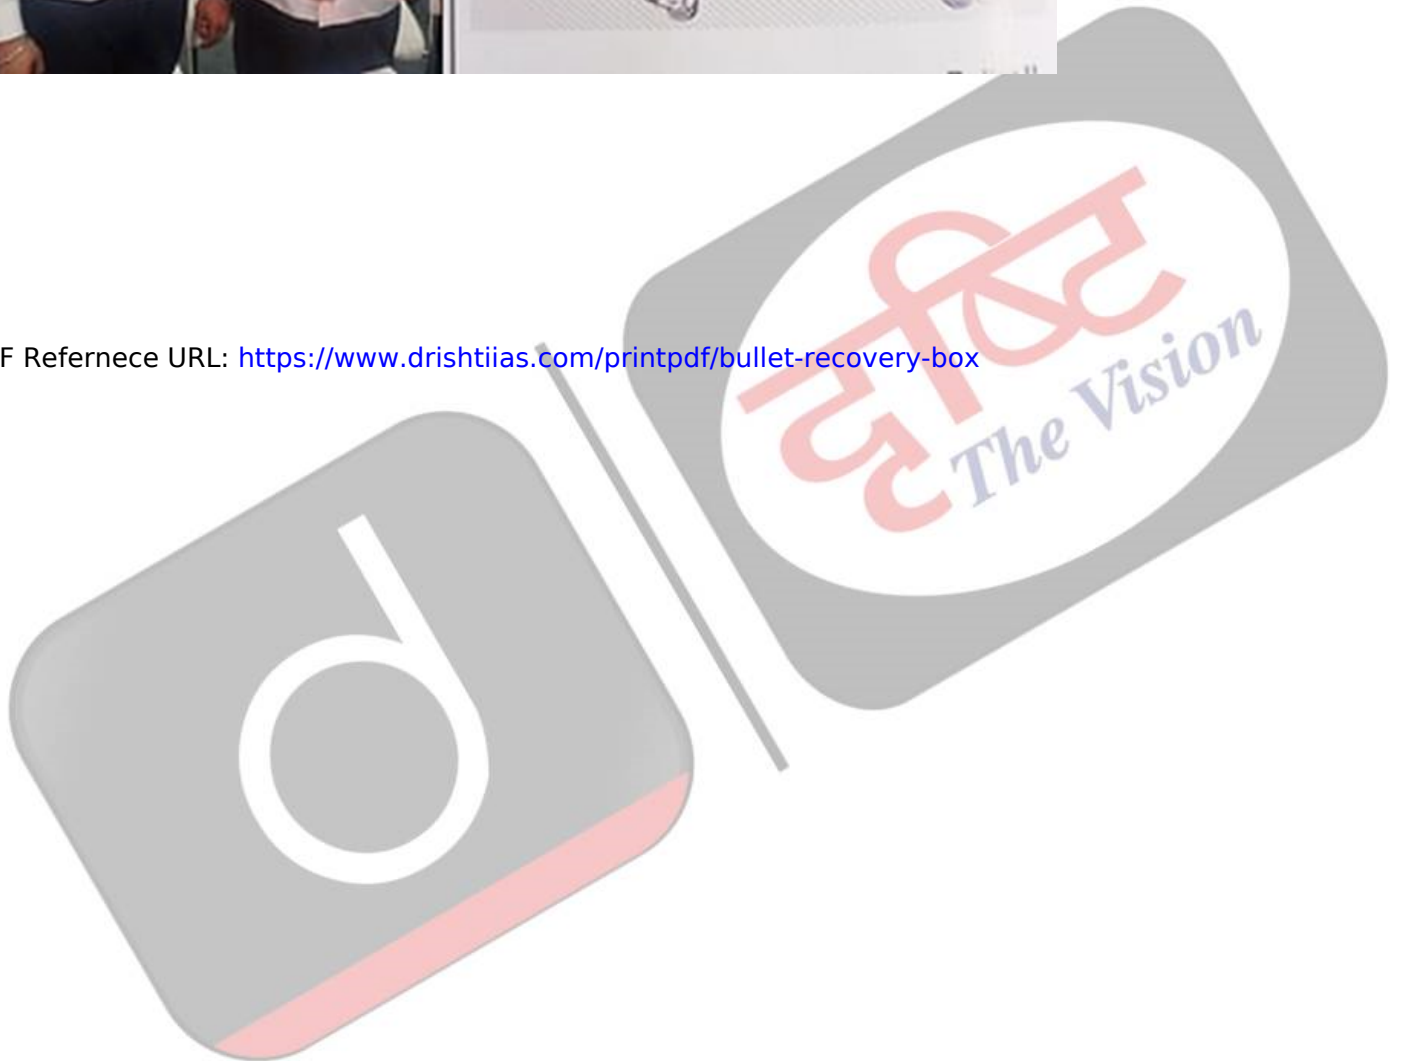 F Refernece URL: https://www.drishtiias.com/printpdf/bullet-recovery-box
दृष्टि
The Vision
d